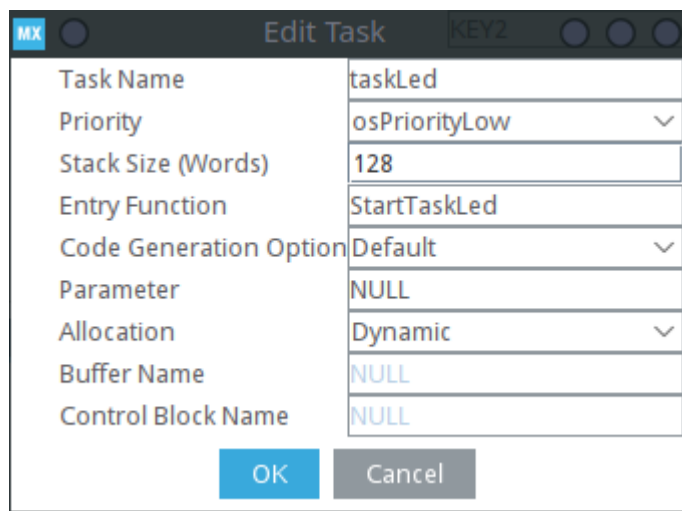 MX Edit Task KEY2
Task Name taskLed
Priority osPriorityLow
Stack Size (Words) 128
Entry Function StartTaskLed
Code Generation Option Default
Parameter NULL
Allocation Dynamic
Buffer Name NULL
Control Block Name NULL
OK Cancel